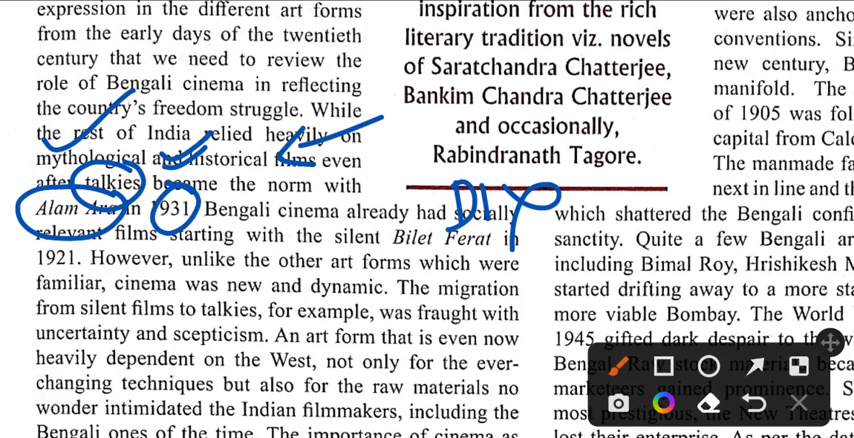 expression in the different art forms
from the early days of the twentieth
century that we need to review the
role of Bengali cinema in reflecting
the country's freedom struggle. While
the rest of India relied heavily on
mythological and historical films even
after talkies became the norm with
Alam Ara in 1931, Bengali cinema already had socially
relevant films starting with the silent Bilet Ferat in
1921. However, unlike the other art forms which were
familiar, cinema was new and dynamic. The migration
from silent films to talkies, for example, was fraught with
uncertainty and scepticism. An art form that is even now
heavily dependent on the West, not only for the ever-
changing techniques but also for the raw materials no
wonder intimidated the Indian filmmakers, including the
Bengali ones of the time. The importance of cinema as
inspiration from the rich
literary tradition viz. novels
of Saratchandra Chatterjee,
Bankim Chandra Chatterjee
and occasionally,
Rabindranath Tagore.
were also ancho
conventions. Si
new century, B
manifold. The
of 1905 was fol
capital from Calc
The manmade fa
next in line and th
which shattered the Bengali confi
sanctity. Quite a few Bengali ar
including Bimal Roy, Hrishikesh M
started drifting away to a more sta
more viable Bombay. The World
1945 gifted dark despair to the w
Bengal. Raw stock material beca
marketeers gained prominence. S
most prestigious, the New Theatres
lost their enterprise. As per the det